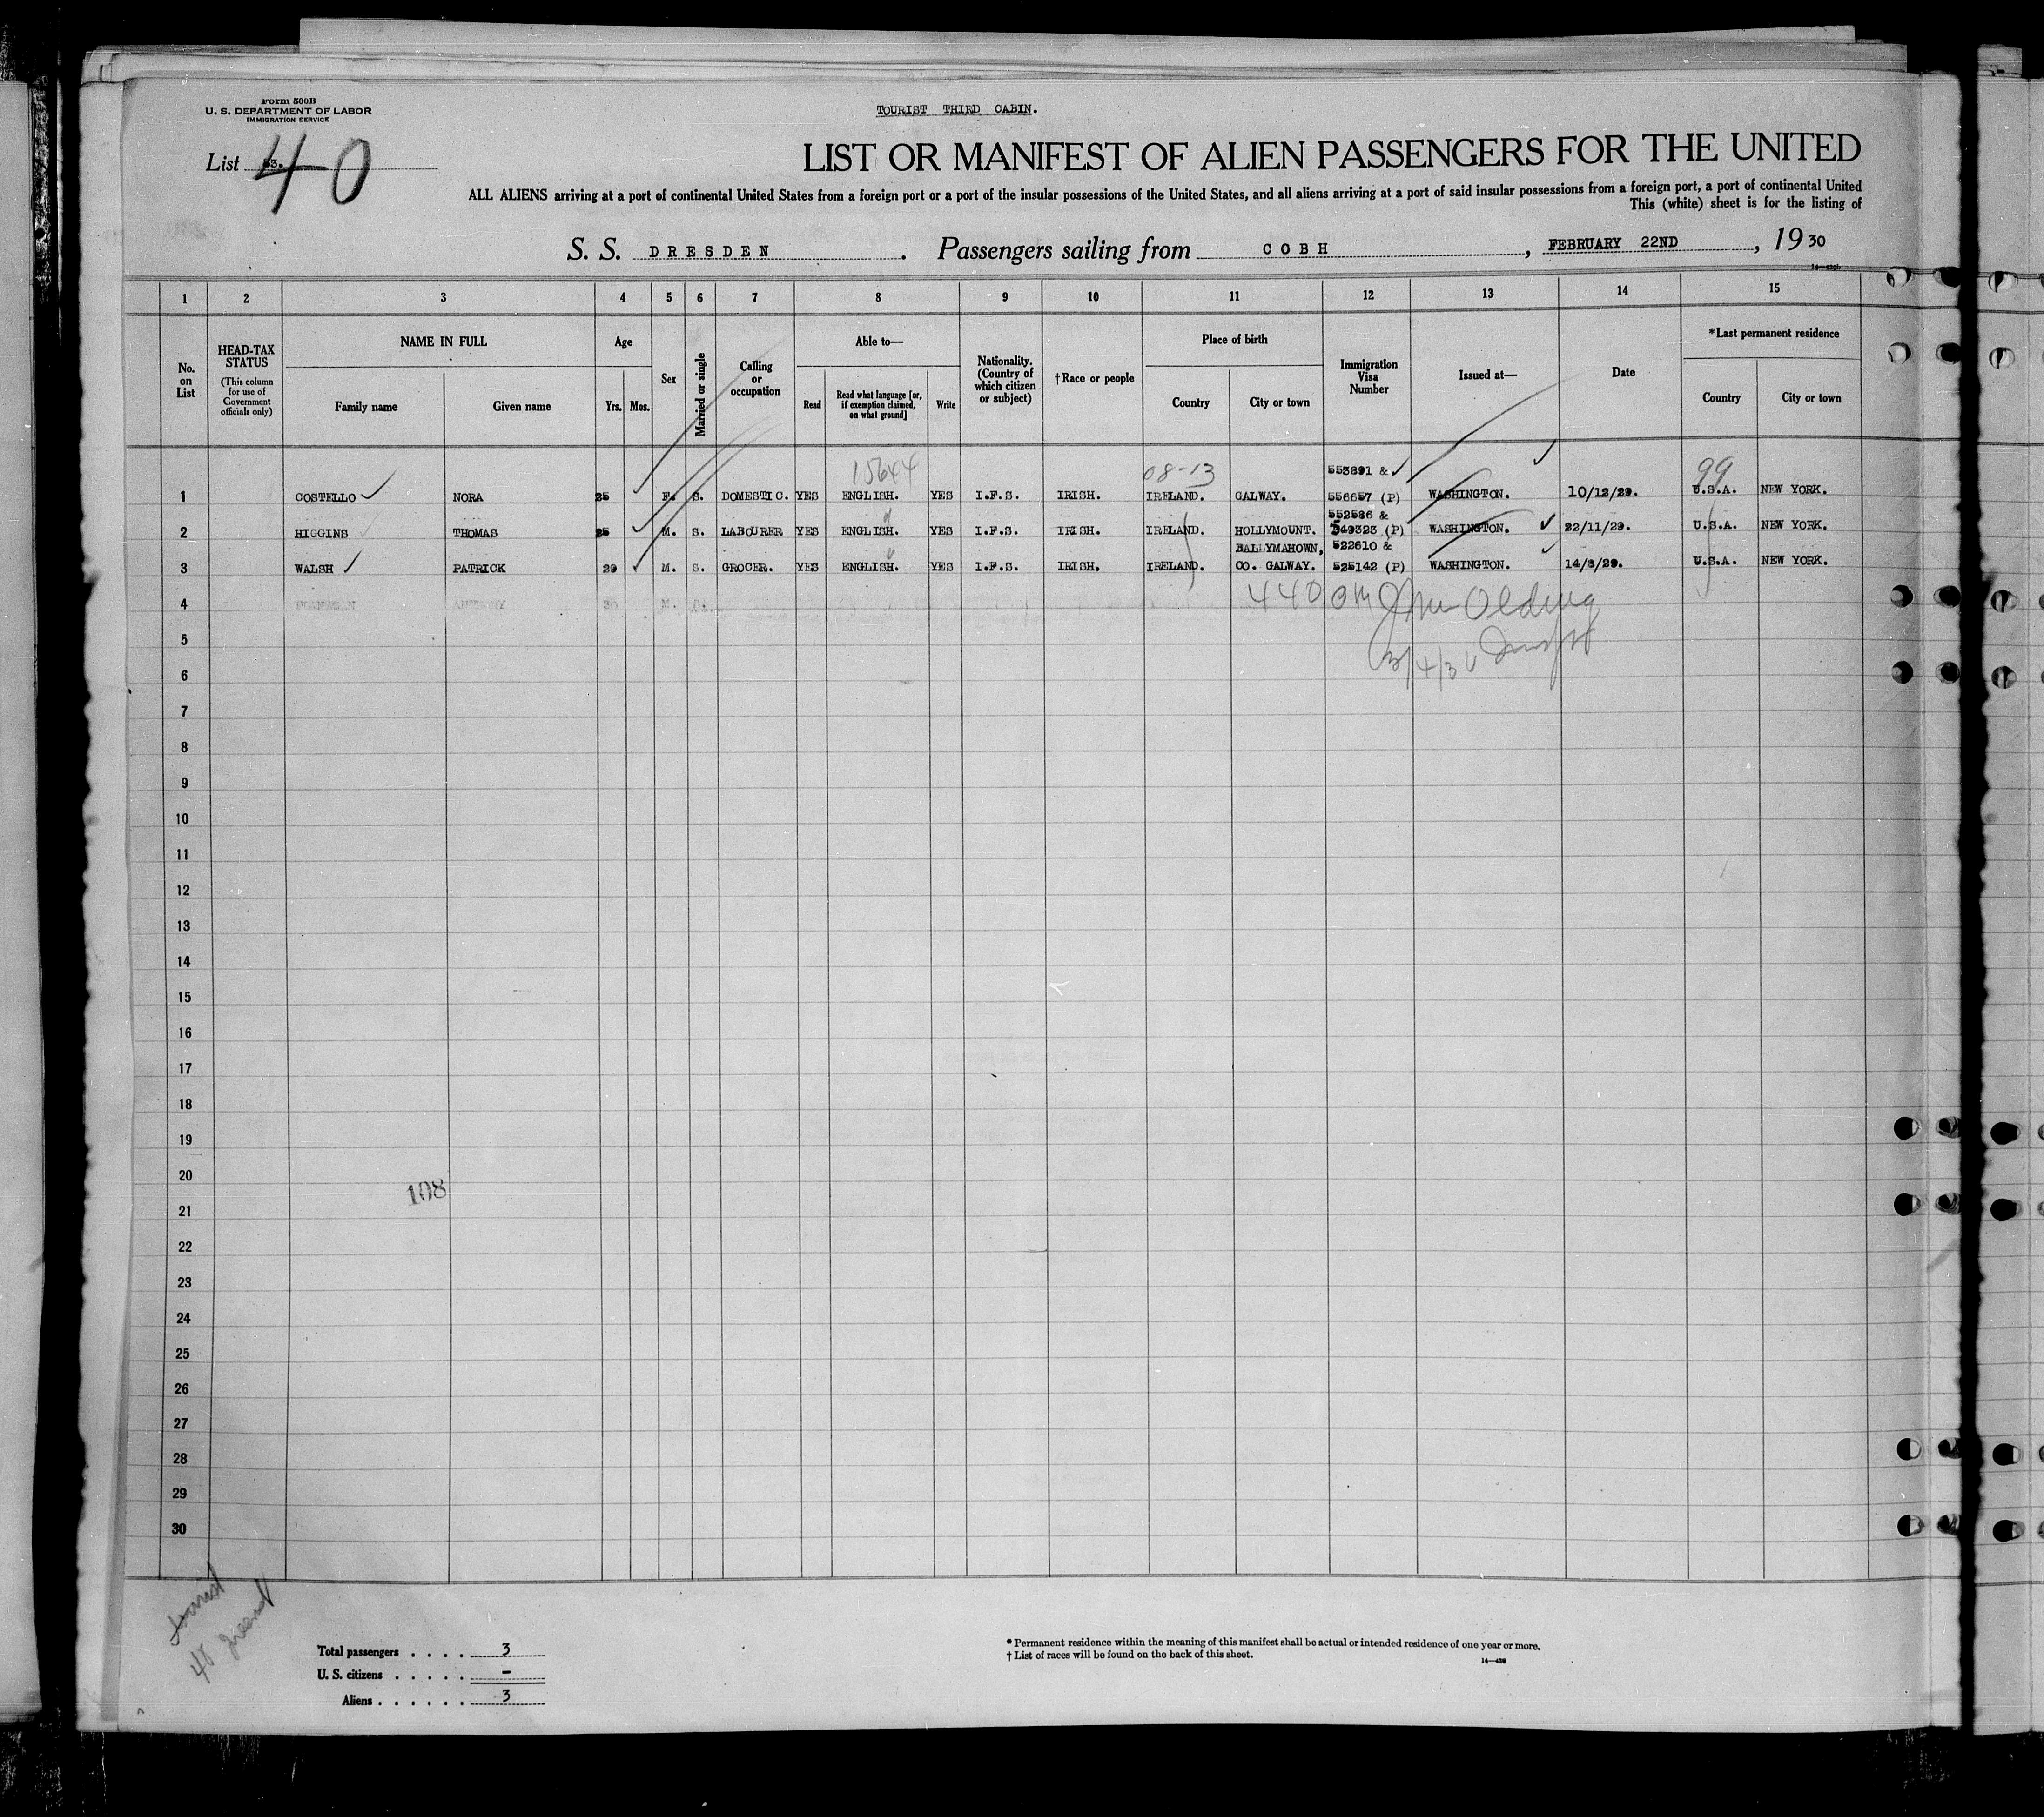 Form 500B
U. S. DEPARTMENT OF LABOR
IMMIGRATION SERVICE
TOURIST THIRD CABIN.
List 53.
40
LIST OR MANIFEST OF ALIEN PASSENGERS FOR THE UNITED
ALL ALIENS arriving at a port of continental United States from a foreign port or a port of the insular possessions of the United States, and all aliens arriving at a port of said insular possessions from a foreign port, a port of continental United
This (white) sheet is for the listing of
S. S. DRESDEN. Passengers sailing from COBH, FEBRUARY 22ND, 1930
1 2 3 4 5 6 7 8 9 10 11 12 13 14 15
No. on List
HEAD-TAX STATUS
(This column for use of Government officials only)
NAME IN FULL
Family name
Given name
Age
Yrs. Mos.
Sex
Married or single
Calling or occupation
Able to—
Read
Read what language [or, if exemption claimed, on what ground]
Write
Nationality. (Country of which citizen or subject)
†Race or people
Place of birth
Country
City or town
Immigration Visa Number
Issued at—
Date
*Last permanent residence
Country
City or town
15644 08-13 553891 & 99
1 COSTELLO NORA 25 F. S. DOMESTIC. YES ENGLISH. YES I.F.S. IRISH. IRELAND. GALWAY. 556657 (P) WASHINGTON. 10/12/29. U.S.A. NEW YORK.
552586 &
2 HIGGINS THOMAS 25 M. S. LABOURER YES ENGLISH. YES I.F.S. IRISH. IRELAND. HOLLYMOUNT. 549323 (P) WASHINGTON. 22/11/29. U.S.A. NEW YORK.
BALLYMAHOWN, 522610 &
3 WALSH PATRICK 29 M. S. GROCER. YES ENGLISH. YES I.F.S. IRISH. IRELAND. CO. GALWAY. 525142 (P) WASHINGTON. 14/8/29. U.S.A. NEW YORK.
4 30 M.
440 Olding
5
3/4/30
6
7
8
9
10
11
12
13
14
15
16
17
18
19
20
108
21
22
23
24
25
26
27
28
29
30
Total passengers . . . . 3
U. S. citizens . . . . . -
Aliens . . . . . . 3
* Permanent residence within the meaning of this manifest shall be actual or intended residence of one year or more.
† List of races will be found on the back of this sheet.